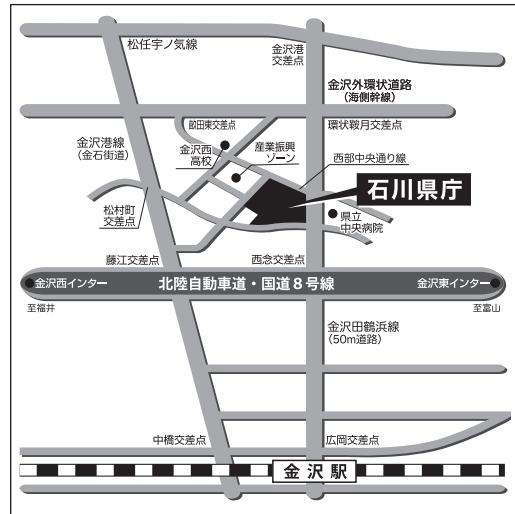 松任宇ノ気線
金沢港
交差点
金沢外環状道路
(海側幹線)
畝田東交差点
環状鞍月交差点
金沢港線
(金石街道)
金沢西
高校
産業振興
ゾーン
西部中央通り線
石川県庁
松村町
交差点
県立
中央病院
藤江交差点
西念交差点
金沢西インター
北陸自動車道・国道8号線
金沢東インター
至福井
至富山
金沢田鶴浜線
(50m道路)
中橋交差点
広岡交差点
金沢駅